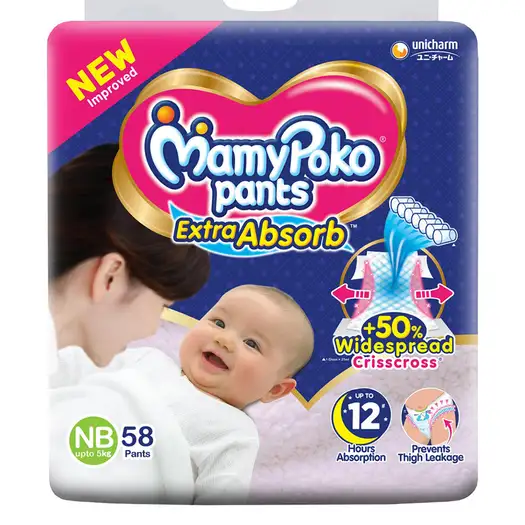 unicharm
ユニ・チャーム
NEW
Improved
MamyPoko
pants
Extra Absorb™
+50%
Widespread
Crisscross
UP TO
12
Hours
Absorption
Prevents
Thigh Leakage
NB
upto 5kg
58
Pants